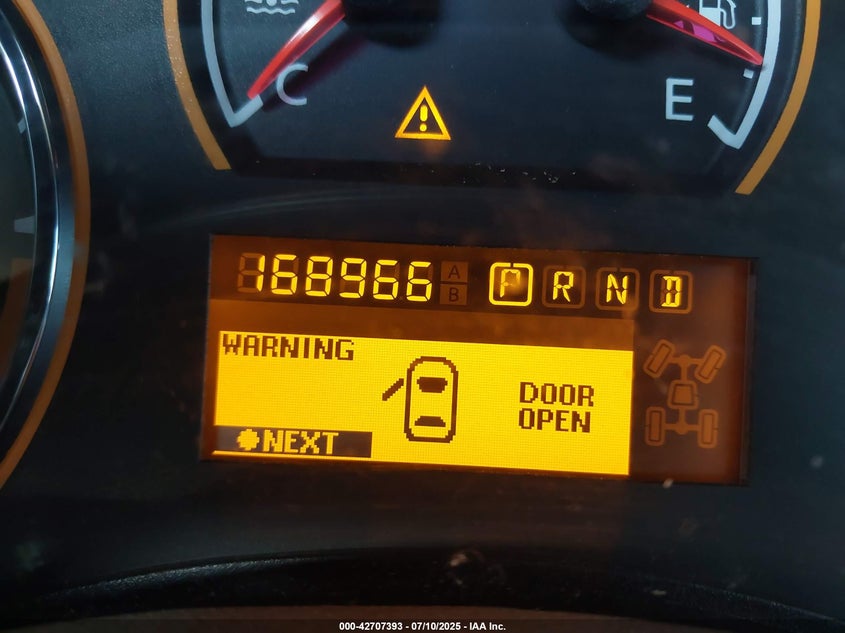 C
E
168966 A B P R N D
WARNING
DOOR
OPEN
NEXT
000-42707393 - 07/10/2025 - IAA Inc.